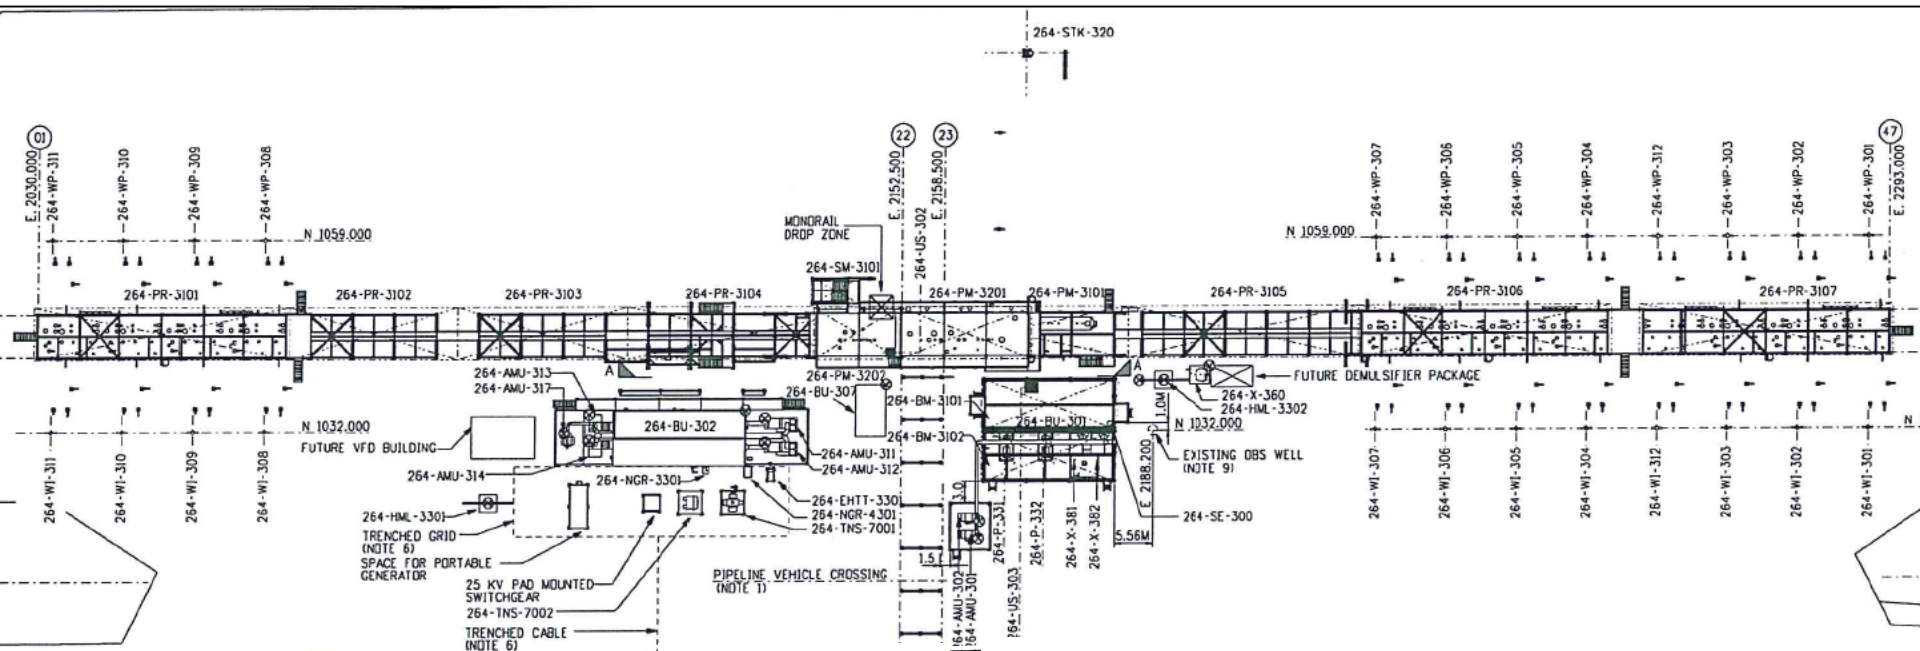 264-STK-320
01
22
23
47
E. 2030.000
264-WP-311
264-WP-310
264-WP-309
264-WP-308
E. 2152.500
264-US-302
E. 2158.500
264-WP-307
264-WP-306
264-WP-305
264-WP-304
264-WP-312
264-WP-303
264-WP-302
264-WP-301
E. 2293.000
N 1059.000
MONORAIL
DROP ZONE
N 1059.000
264-SM-3101
264-PR-3101
264-PR-3102
264-PR-3103
264-PR-3104
264-PM-3201
264-PM-3101
264-PR-3105
264-PR-3106
264-PR-3107
A
A
264-AMU-313
264-AMU-317
264-PM-3202
264-BU-307
264-BM-3101
FUTURE DEMULSIFIER PACKAGE
264-X-360
264-HML-3302
1.0M
N 1032.000
FUTURE VFD BUILDING
264-BU-302
264-BU-301
N 1032.000
N
264-BM-3102
264-AMU-311
264-AMU-312
EXISTING OBS WELL
(NOTE 9)
264-AMU-314
264-NGR-3301
264-WI-311
264-WI-310
264-WI-309
264-WI-308
E 2188.200
264-WI-307
264-WI-306
264-WI-305
264-WI-304
264-WI-312
264-WI-303
264-WI-302
264-WI-301
3.0
264-EHTT-330
264-NGR-4301
264-TNS-7001
264-HML-3301
264-SE-300
TRENCHED GRID
(NOTE 6)
SPACE FOR PORTABLE
GENERATOR
264-P-331
264-P-332
264-X-381
264-X-382
5.56M
1.5
25 KV PAD MOUNTED
SWITCHGEAR
264-TNS-7002
PIPELINE VEHICLE CROSSING
(NOTE 1)
264-AMU-302
264-AMU-301
264-US-303
TRENCHED CABLE
(NOTE 6)